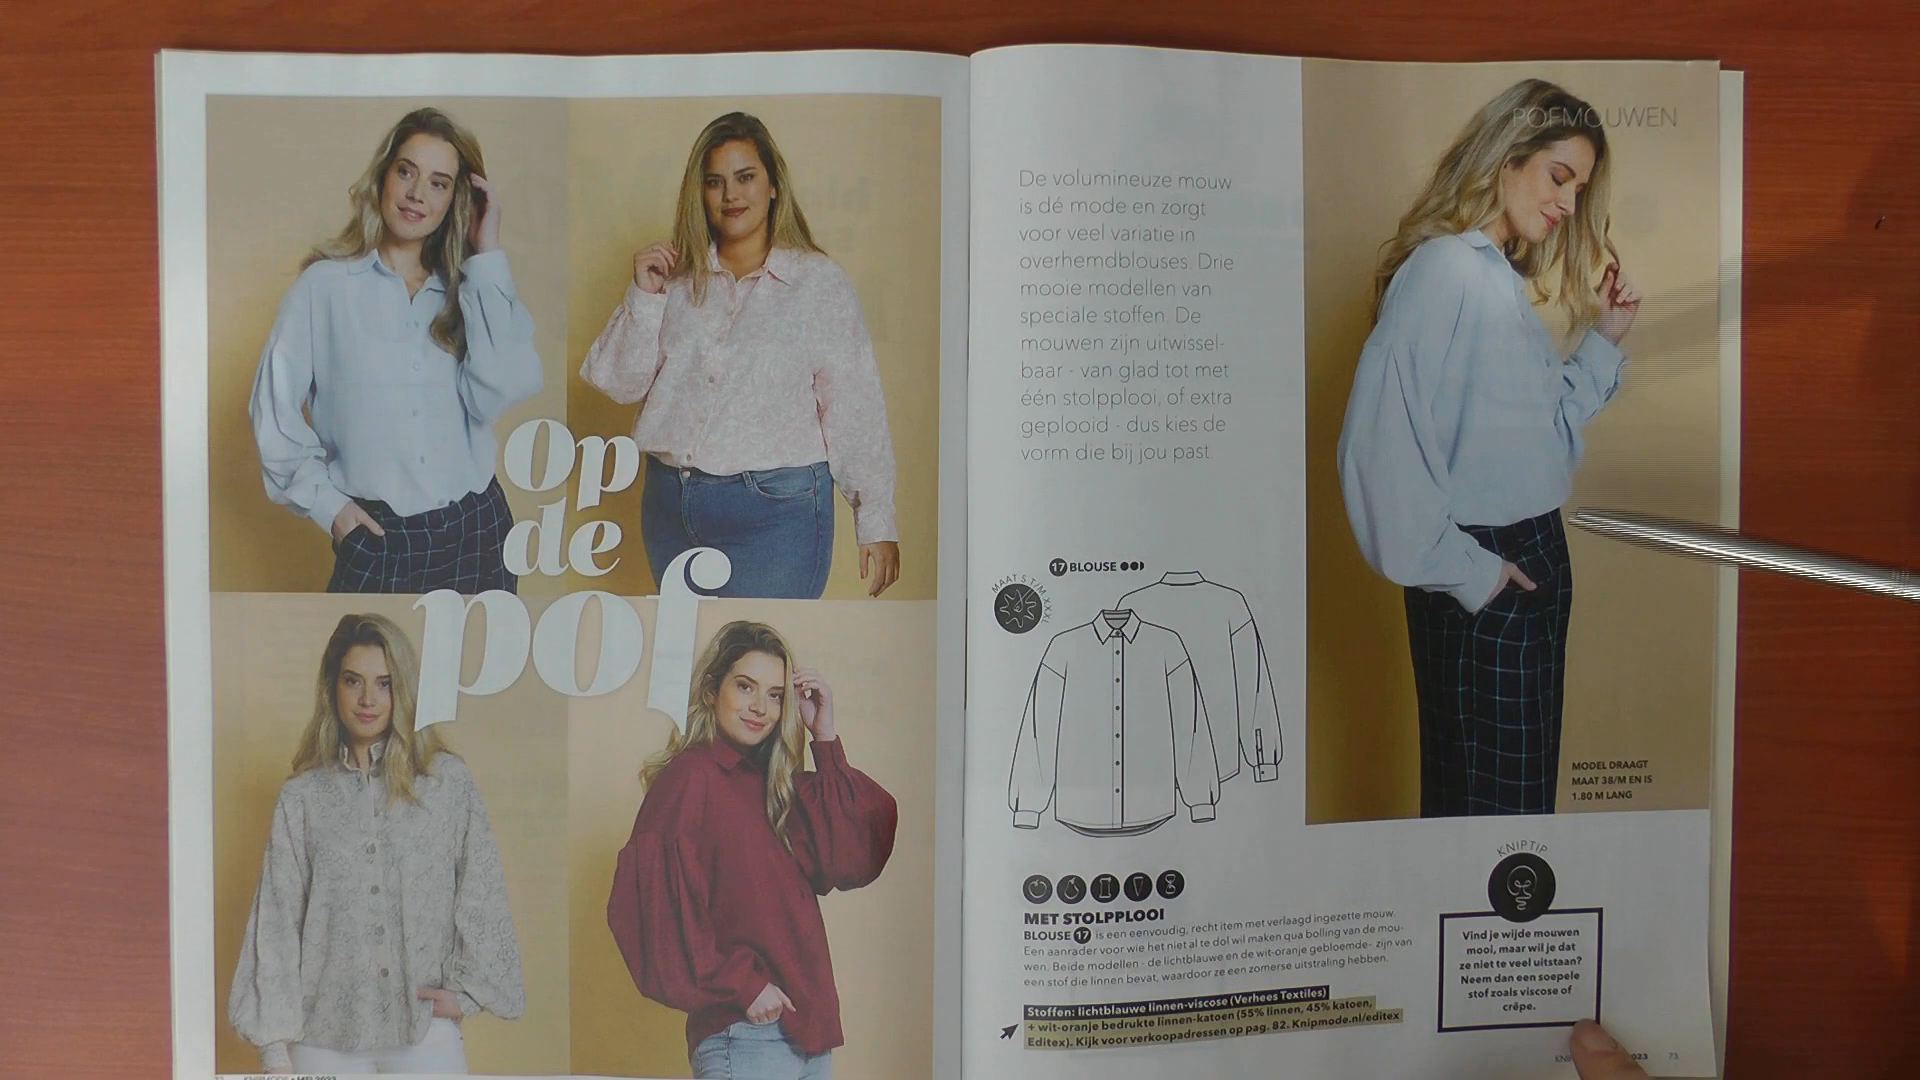 Op
de
pof
KNIPMODE • MEI 2023
POFMOUWEN
De volumineuze mouw
is dé mode en zorgt
voor veel variatie in
overhemdblouses. Drie
mooie modellen van
speciale stoffen. De
mouwen zijn uitwissel-
baar - van glad tot met
één stolpplooi, of extra
geplooid - dus kies de
vorm die bij jou past.
17 BLOUSE
MAAT S T/M XXXL
MODEL DRAAGT
MAAT 38/M EN IS
1.80 M LANG
MET STOLPPLOOI
BLOUSE 17 is een eenvoudig, recht item met verlaagd ingezette mouw.
Een aanrader voor wie het niet al te dol wil maken qua bolling van de mou-
wen. Beide modellen - de lichtblauwe en de wit-oranje gebloemde- zijn van
een stof die linnen bevat, waardoor ze een zomerse uitstraling hebben.
Stoffen: lichtblauwe linnen-viscose (Verhees Textiles)
+ wit-oranje bedrukte linnen-katoen (55% linnen, 45% katoen,
Editex). Kijk voor verkoopadressen op pag. 82. Knipmode.nl/editex
KNIPTIP
Vind je wijde mouwen
mooi, maar wil je dat
ze niet te veel uitstaan?
Neem dan een soepele
stof zoals viscose of
crêpe.
2023 73